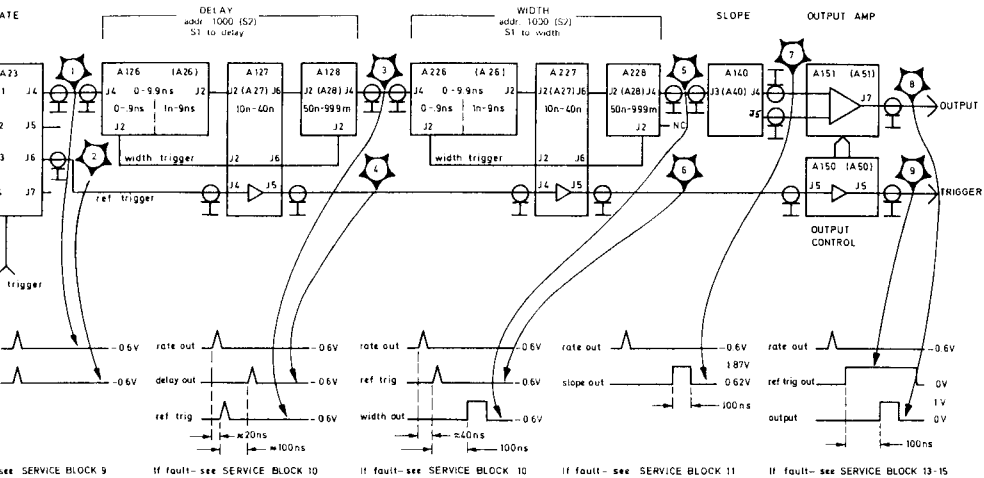 ATE
DELAY
addr. 1000 (S2)
S1 to delay
WIDTH
addr. 1000 (S2)
S1 to width
SLOPE
OUTPUT AMP
A23
1
J4
2
J5
3
J6
J7
1
2
A126 (A26)
J4 0-9.9ns J2
0-.9ns 1n-9ns
J2
A127
J2 (A27) J6
10n-40n
J2 J6
J4 J5
A128
J2 (A28) J4
50n-999m
J2
width trigger
ref trigger
3
4
A226 (A26)
J4 0-9.9ns J2
0-.9ns 1n-9ns
J2
A227
J2 (A27) J6
10n-40n
J2 J6
J4 J5
A228
J2 (A28) J4
50n-999m
J2
NC
width trigger
5
6
A140
J3 (A40) J4
J5
7
A151 (A51)
J7
8
OUTPUT
A150 (A50)
J5 J5
9
TRIGGER
OUTPUT
CONTROL
trigger
-0.6V
-0.6V
rate out -0.6V
delay out -0.6V
ref trig -0.6V
≈20ns
≈100ns
rate out -0.6V
ref trig -0.6V
width out -0.6V
≈40ns
100ns
rate out -0.6V
1.87V
slope out 0.62V
100ns
rate out -0.6V
ref trig out 0V
1V
output 0V
100ns
see SERVICE BLOCK 9
If fault- see SERVICE BLOCK 10
If fault- see SERVICE BLOCK 10
If fault- see SERVICE BLOCK 11
If fault- see SERVICE BLOCK 13-15